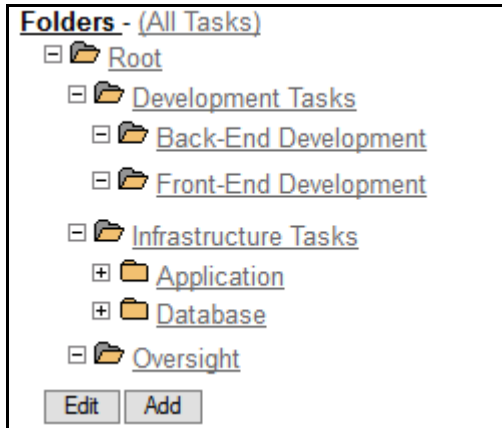 Folders - (All Tasks)
Root
Development Tasks
Back-End Development
Front-End Development
Infrastructure Tasks
Application
Database
Oversight
Edit Add